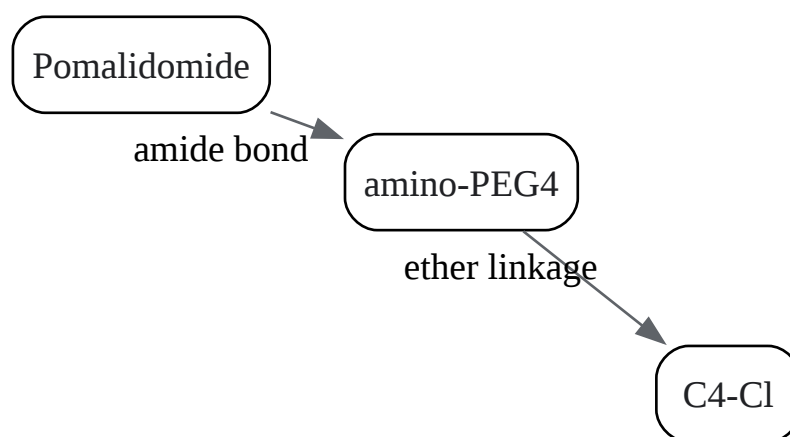 Pomalidomide
amide bond
amino-PEG4
ether linkage
C4-Cl